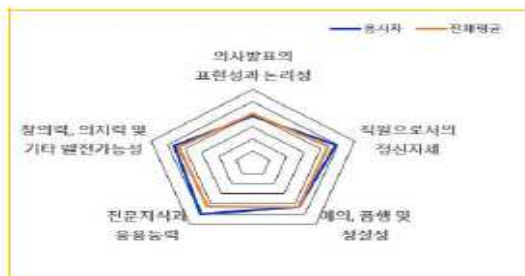 응시자 전체평균
의사발표의
표현성과 논리성
창의력, 의지력 및
기타 발전가능성
직원으로서의
정신자세
전문지식과
응용능력
예의, 품행 및
성실성